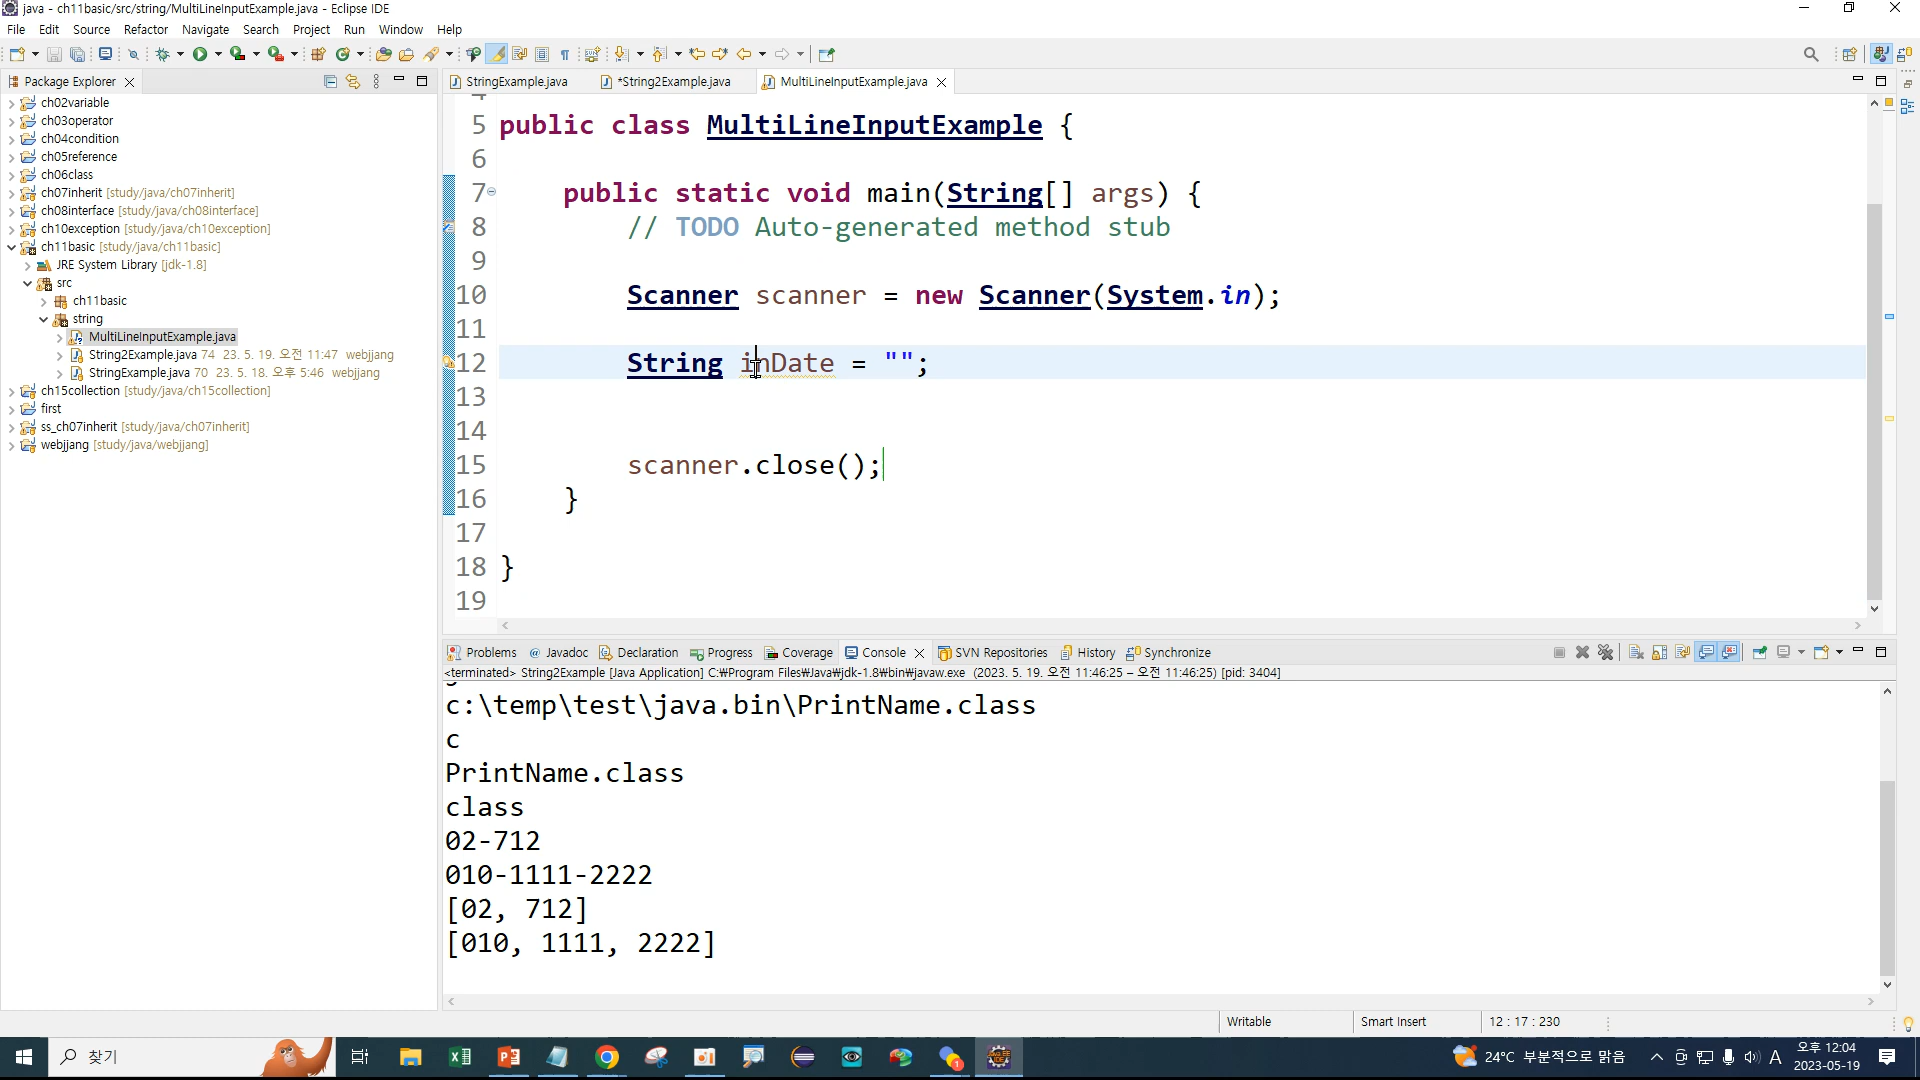 java - ch11basic/src/string/MultiLineInputExample.java - Eclipse IDE
File Edit Source Refactor Navigate Search Project Run Window Help
Package Explorer
StringExample.java *String2Example.java MultiLineInputExample.java
ch02variable
ch03operator
ch04condition
ch05reference
ch06class
ch07inherit [study/java/ch07inherit]
ch08interface [study/java/ch08interface]
ch10exception [study/java/ch10exception]
ch11basic [study/java/ch11basic]
JRE System Library [jdk-1.8]
src
ch11basic
string
MultiLineInputExample.java
String2Example.java 74 23. 5. 19. 오전 11:47 webjjang
StringExample.java 70 23. 5. 18. 오후 5:46 webjjang
ch15collection [study/java/ch15collection]
first
ss_ch07inherit [study/java/ch07inherit]
webjjang [study/java/webjjang]
5 public class MultiLineInputExample {
6
7 public static void main(String[] args) {
8 // TODO Auto-generated method stub
9
10 Scanner scanner = new Scanner(System.in);
11
12 String inDate = "";
13
14
15 scanner.close();
16 }
17
18 }
19
Problems @ Javadoc Declaration Progress Coverage Console SVN Repositories History Synchronize
<terminated> String2Example [Java Application] C:₩Program Files₩Java₩jdk-1.8₩bin₩javaw.exe (2023. 5. 19. 오전 11:46:25 – 오전 11:46:25) [pid: 3404]
c:\temp\test\java.bin\PrintName.class
c
PrintName.class
class
02-712
010-1111-2222
[02, 712]
[010, 1111, 2222]
Writable Smart Insert 12 : 17 : 230
찾기
24°C 부분적으로 맑음
A
오후 12:04
2023-05-19